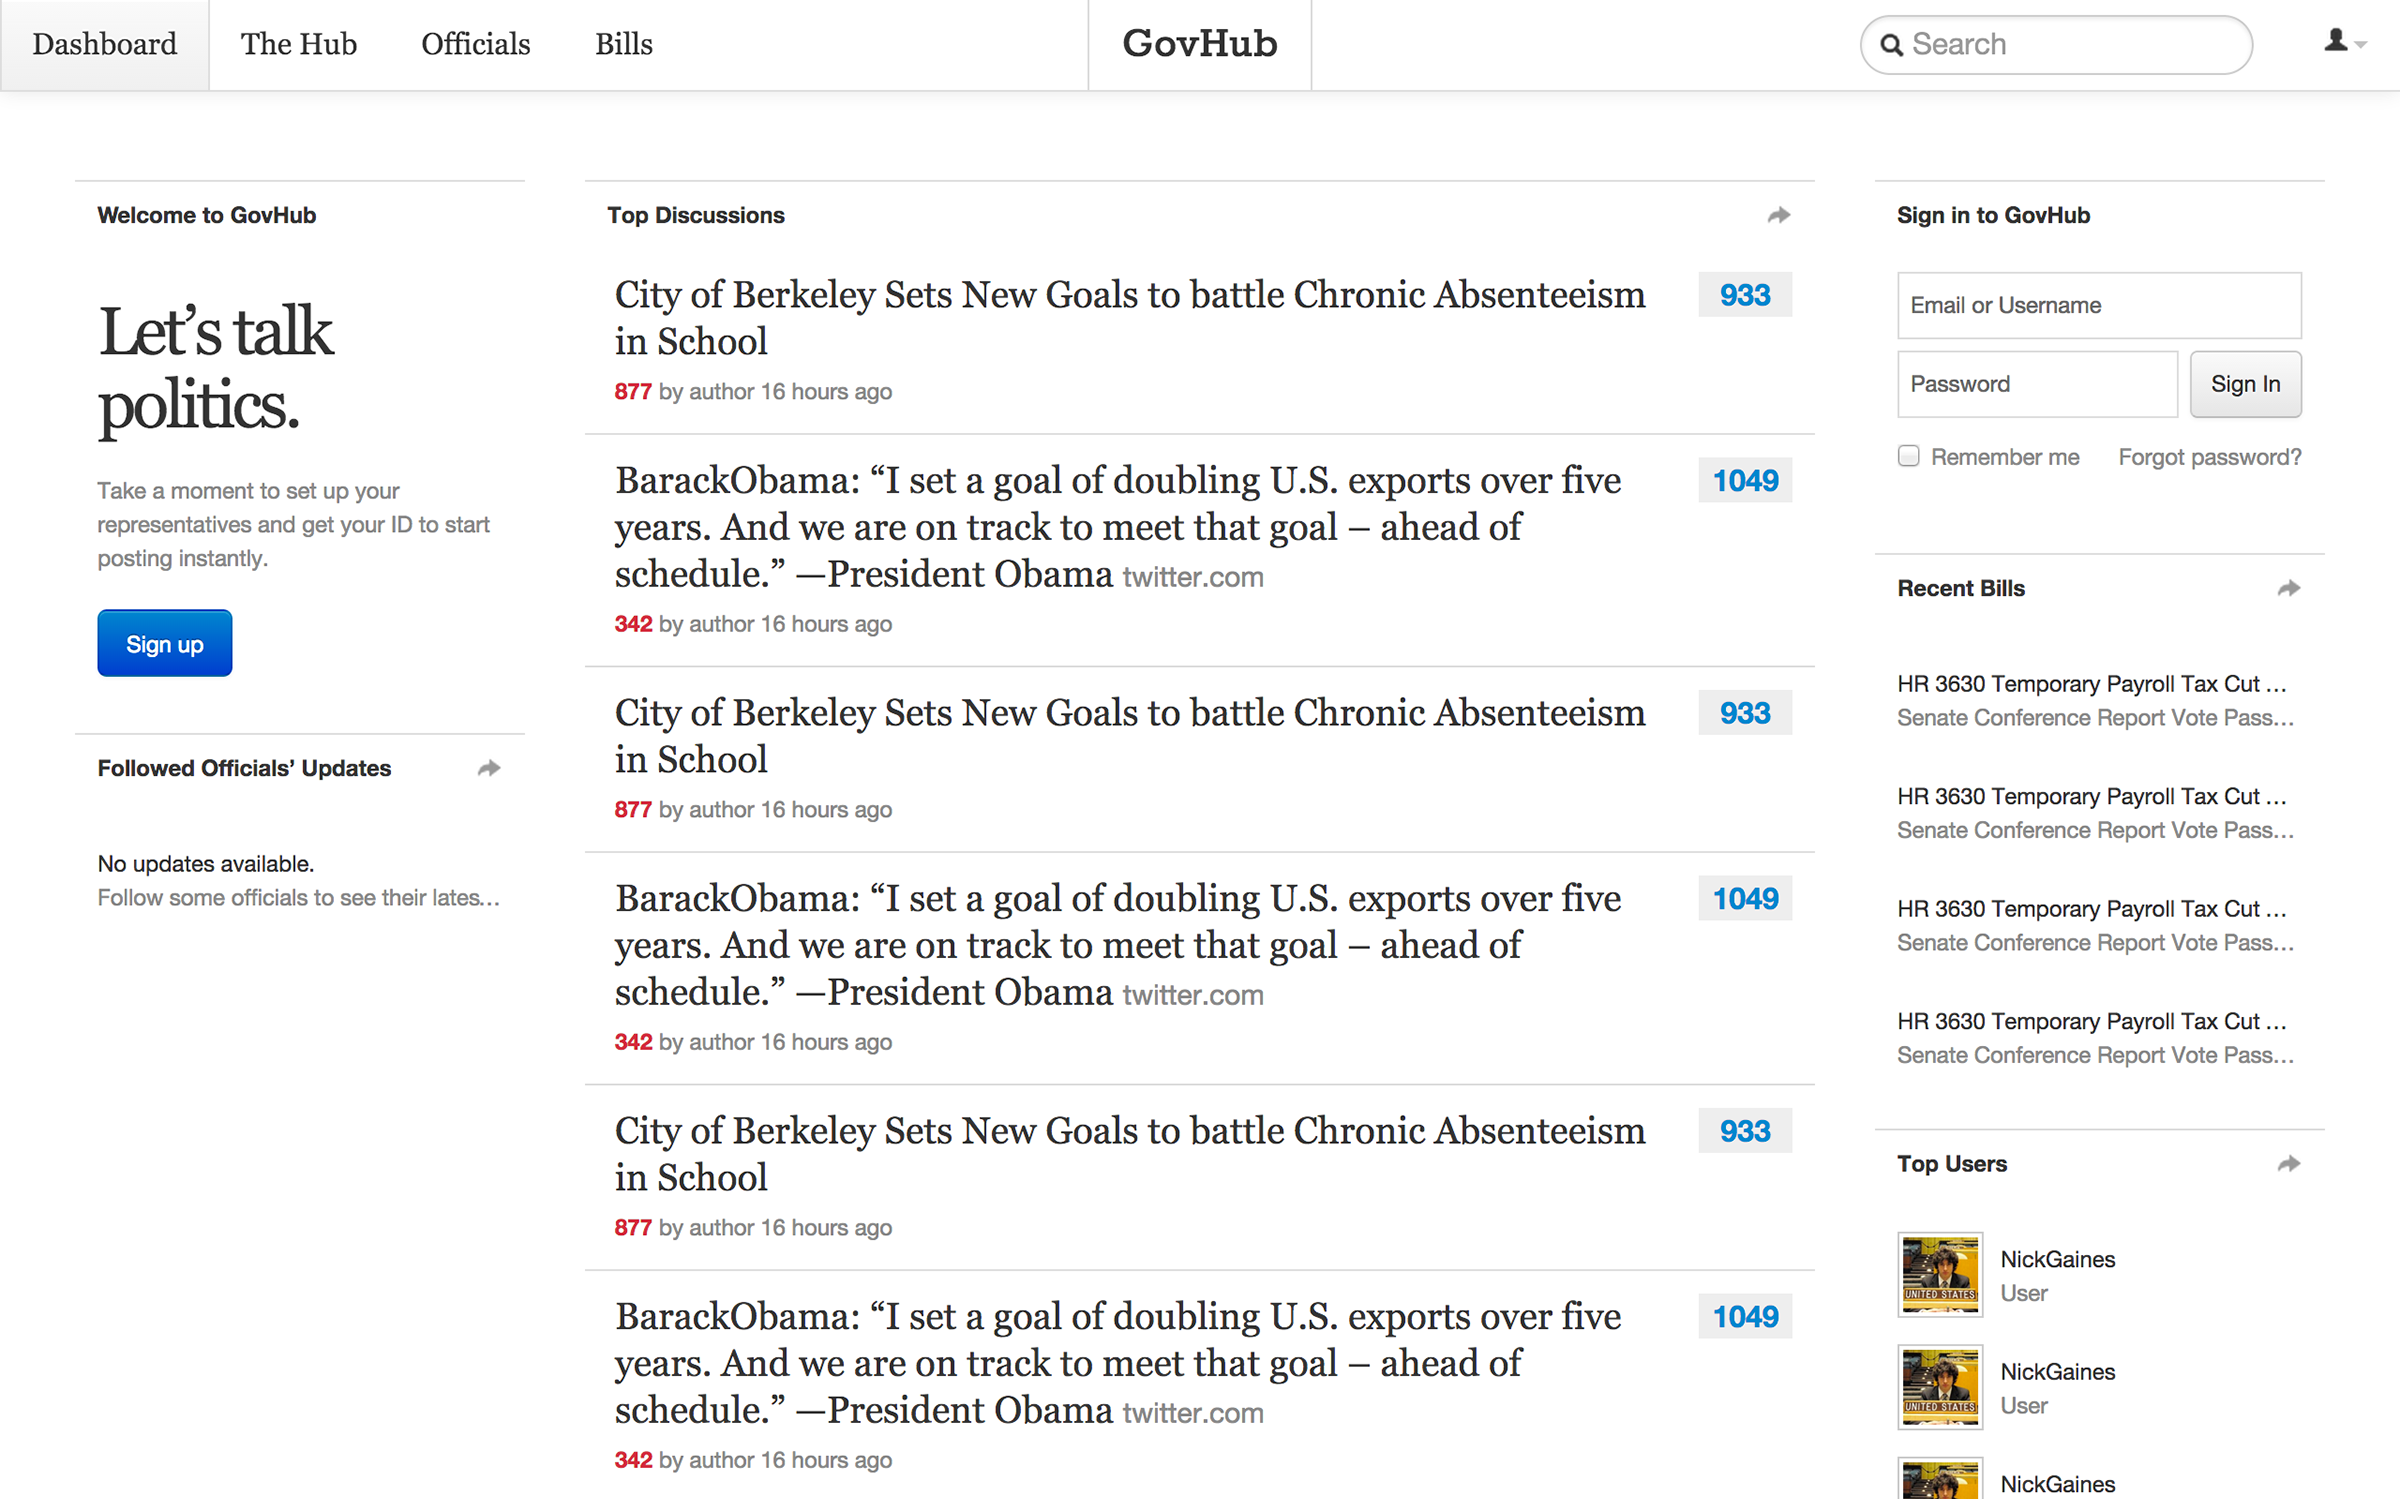 Dashboard
The Hub
Officials
Bills
GovHub
Search
Welcome to GovHub
Let’s talk
politics.
Take a moment to set up your
representatives and get your ID to start
posting instantly.
Sign up
Followed Officials’ Updates
No updates available.
Follow some officials to see their lates…
Top Discussions
City of Berkeley Sets New Goals to battle Chronic Absenteeism
in School
933
877 by author 16 hours ago
BarackObama: “I set a goal of doubling U.S. exports over five
years. And we are on track to meet that goal – ahead of
schedule.” —President Obama twitter.com
1049
342 by author 16 hours ago
City of Berkeley Sets New Goals to battle Chronic Absenteeism
in School
933
877 by author 16 hours ago
BarackObama: “I set a goal of doubling U.S. exports over five
years. And we are on track to meet that goal – ahead of
schedule.” —President Obama twitter.com
1049
342 by author 16 hours ago
City of Berkeley Sets New Goals to battle Chronic Absenteeism
in School
933
877 by author 16 hours ago
BarackObama: “I set a goal of doubling U.S. exports over five
years. And we are on track to meet that goal – ahead of
schedule.” —President Obama twitter.com
1049
342 by author 16 hours ago
Sign in to GovHub
Email or Username
Password
Sign In
Remember me
Forgot password?
Recent Bills
HR 3630 Temporary Payroll Tax Cut …
Senate Conference Report Vote Pass…
HR 3630 Temporary Payroll Tax Cut …
Senate Conference Report Vote Pass…
HR 3630 Temporary Payroll Tax Cut …
Senate Conference Report Vote Pass…
HR 3630 Temporary Payroll Tax Cut …
Senate Conference Report Vote Pass…
Top Users
UNITED STATES
NickGaines
User
UNITED STATES
NickGaines
User
NickGaines